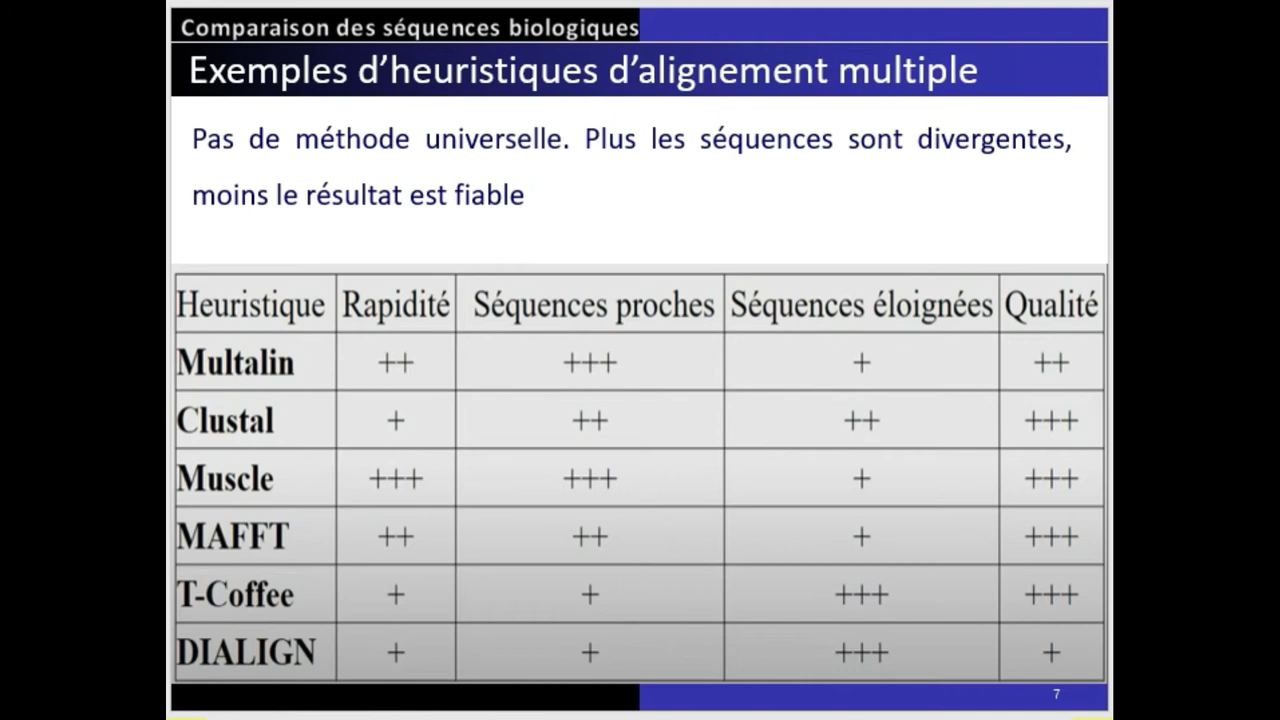 Comparaison des séquences biologiques
Exemples d’heuristiques d’alignement multiple
Pas de méthode universelle. Plus les séquences sont divergentes,
moins le résultat est fiable
Heuristique Rapidité Séquences proches Séquences éloignées Qualité
Multalin ++ +++ + ++
Clustal + ++ ++ +++
Muscle +++ +++ + +++
MAFFT ++ ++ + +++
T-Coffee + + +++ +++
DIALIGN + + +++ +
7